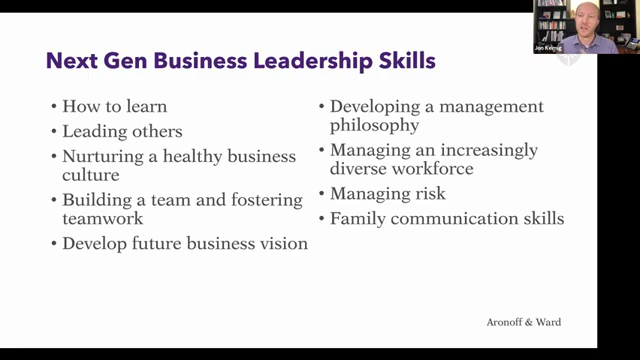 Next Gen Business Leadership Skills
• How to learn
• Leading others
• Nurturing a healthy business
culture
• Building a team and fostering
teamwork
• Develop future business vision
• Developing a management
philosophy
• Managing an increasingly
diverse workforce
• Managing risk
• Family communication skills
Aronoff & Ward